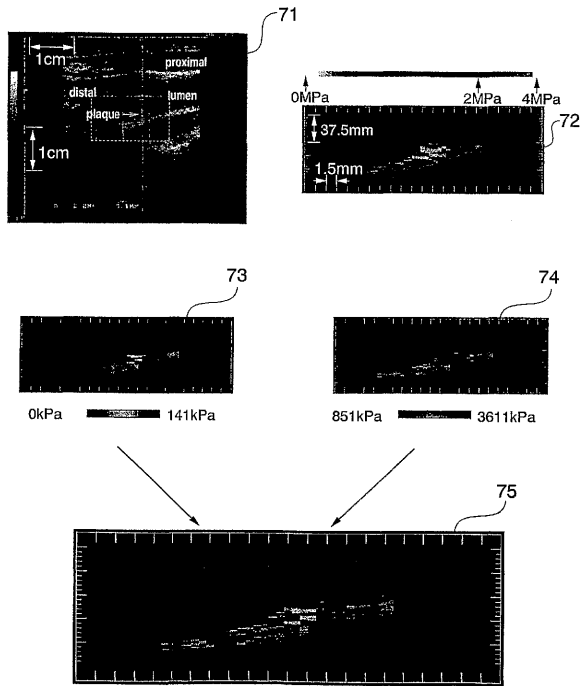 71
1cm
proximal
distal
lumen
plaque
1cm
0MPa
2MPa
4MPa
37.5mm
72
1.5mm
73
74
0kPa
141kPa
851kPa
3611kPa
75